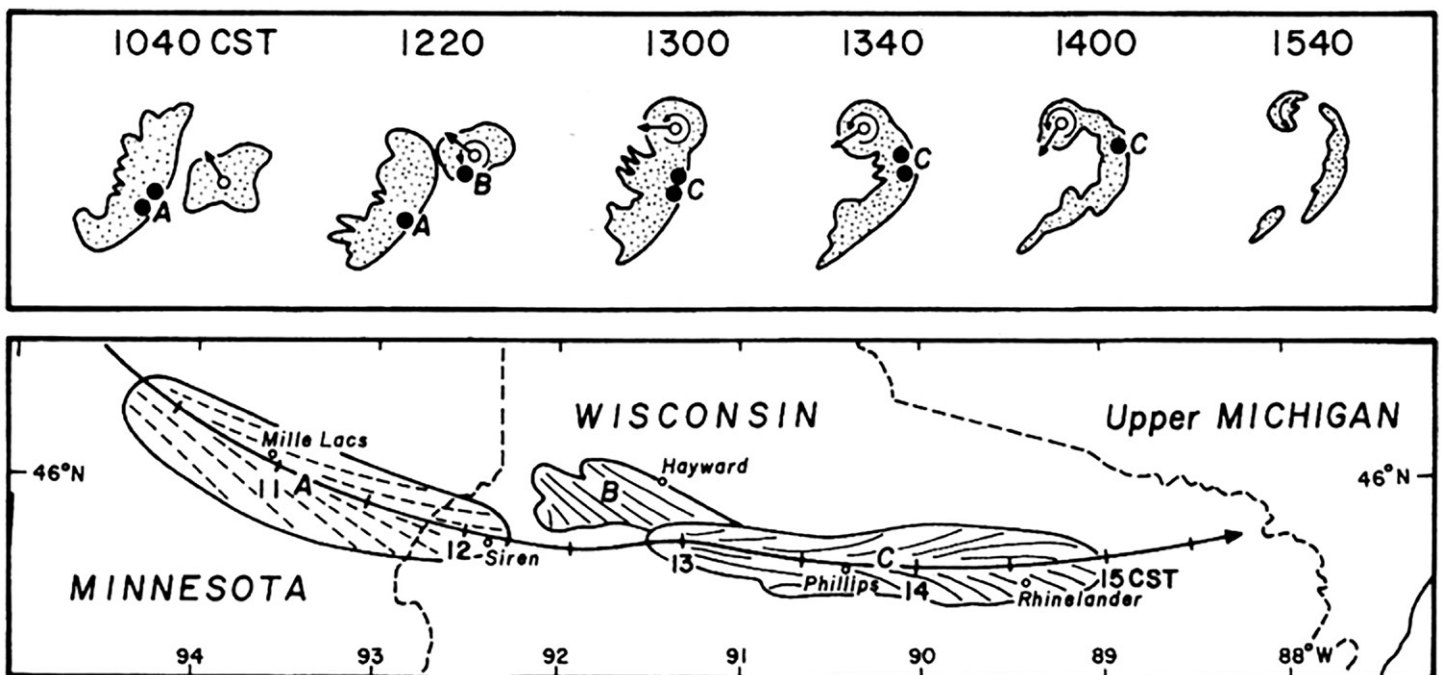 1040 CST 1220 1300 1340 1400 1540
A A B C C C
WISCONSIN Upper MICHIGAN
Mille Lacs Hayward
46°N 46°N
11 A B
12 Siren
13 C
Phillips 14 15 CST
Rhinelander
MINNESOTA
94 93 92 91 90 89 88°W